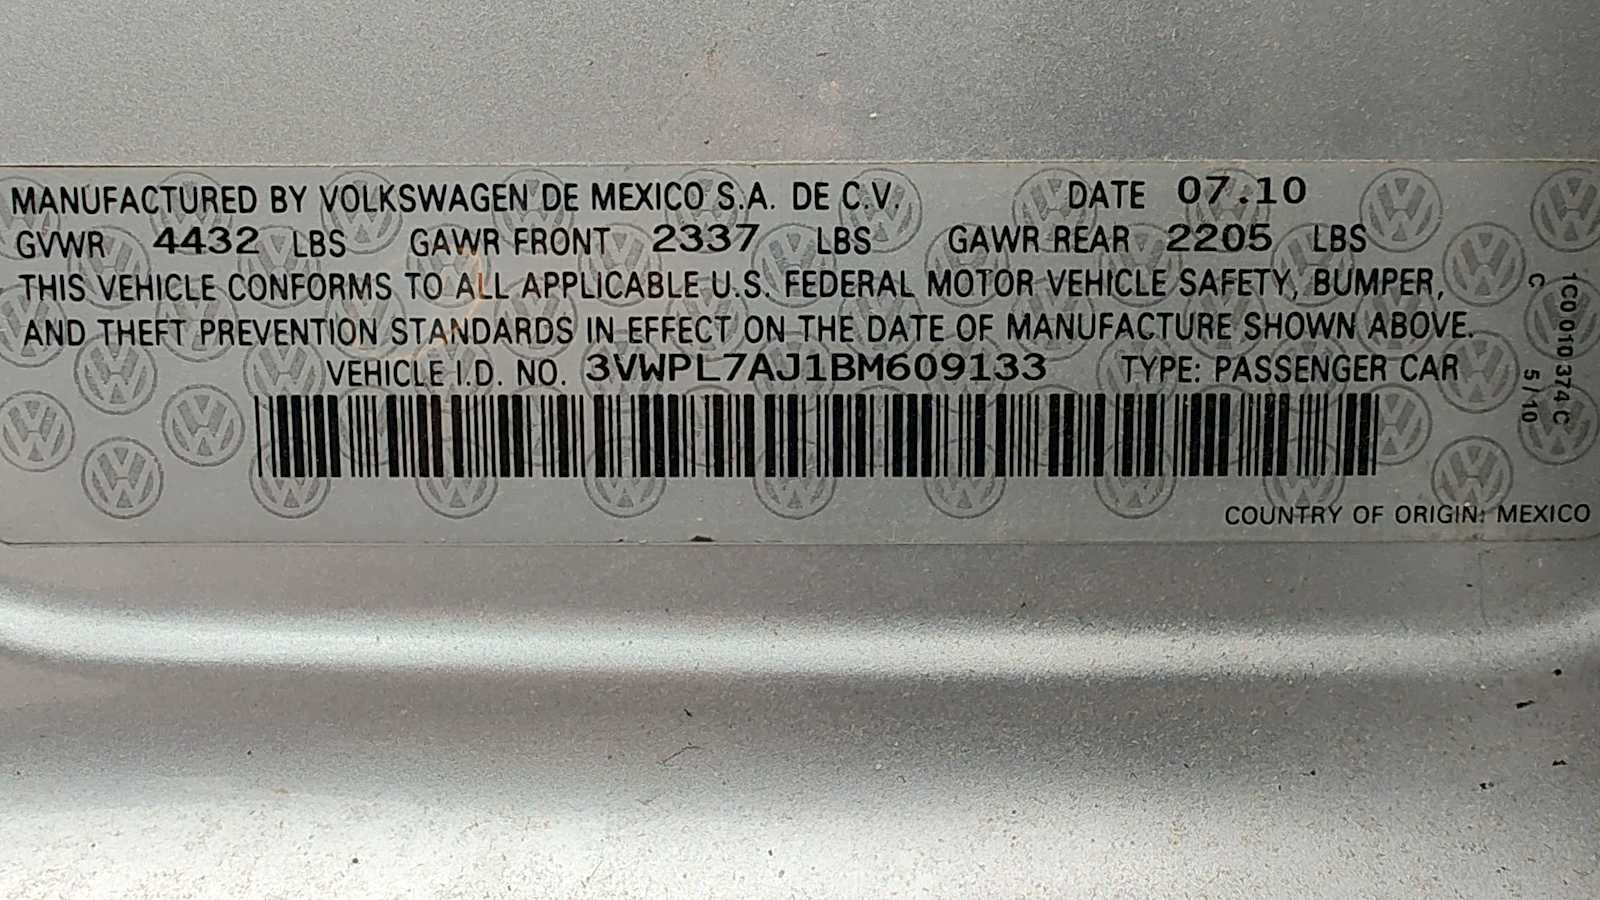 MANUFACTURED BY VOLKSWAGEN DE MEXICO S.A. DE C.V. DATE 07.10
GVWR 4432 LBS GAWR FRONT 2337 LBS GAWR REAR 2205 LBS
THIS VEHICLE CONFORMS TO ALL APPLICABLE U.S. FEDERAL MOTOR VEHICLE SAFETY, BUMPER,
AND THEFT PREVENTION STANDARDS IN EFFECT ON THE DATE OF MANUFACTURE SHOWN ABOVE.
VEHICLE I.D. NO. 3VWPL7AJ1BM609133 TYPE: PASSENGER CAR
COUNTRY OF ORIGIN: MEXICO
1C0 010 374 C
C 5/10